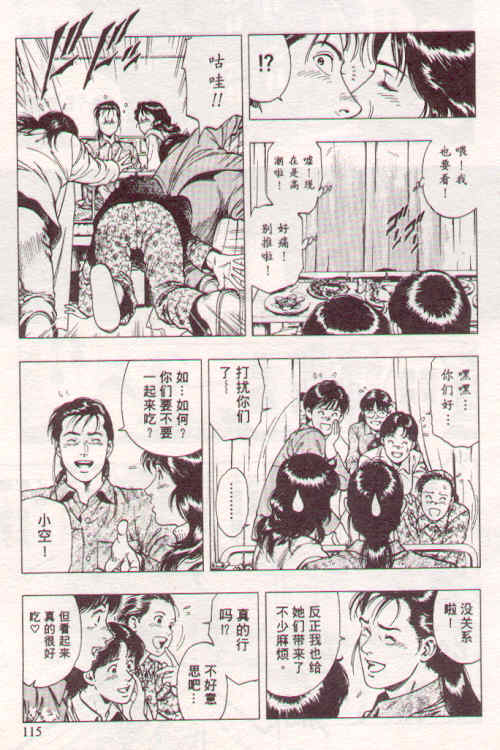 !?
咕
哇
!!
喂！我
也要看！
噓！現
在是高
潮啦！
好痛！
别推啦！
嘿嘿…
你们好…
打扰你们
了～
………
如…如何？
你们要不要
一起来吃？
小空！
没关系
啦！
反正我也给
她们带来了
不少麻烦。
真的行
吗!?
不好意
思吧…
但看起来
真的很好
吃♡
115